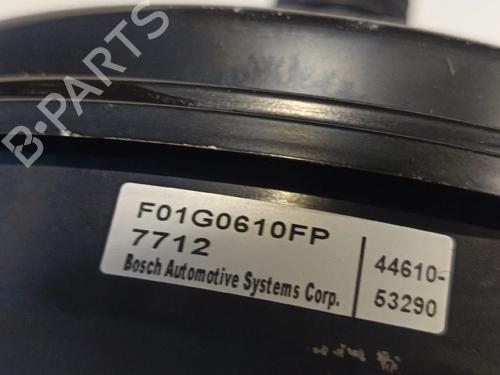 B-PARTS
F01G0610FP
7712
Bosch Automotive Systems Corp.
44610-
53290